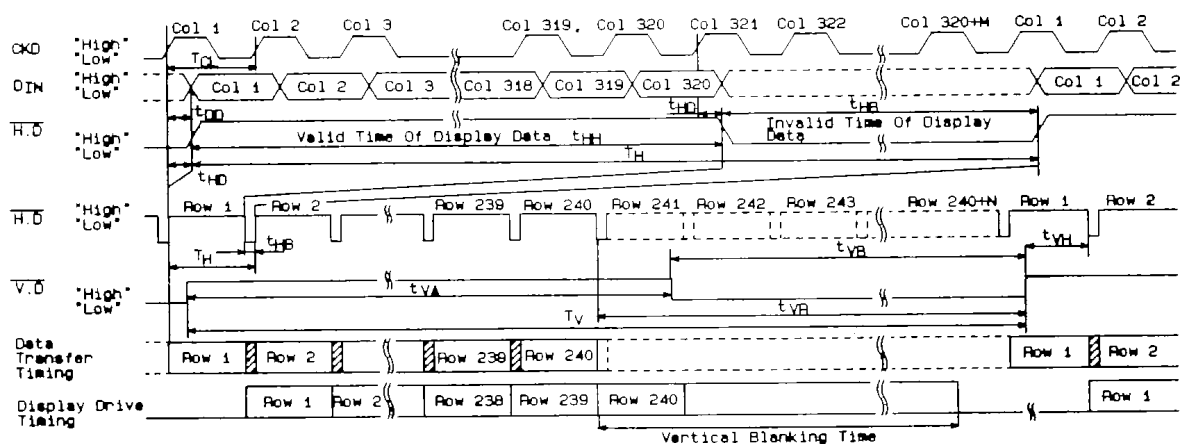 Col 1 Col 2 Col 3 Col 319. Col 320 Col 321 Col 322 Col 320+M Col 1 Col 2
CKD "High" "Low"
TCL
DIN "High" "Low" Col 1 Col 2 Col 3 Col 318 Col 319 Col 320 Col 1 Col 2
tDD tHD tHB
H.D "High" "Low" Valid Time Of Display Data tHH Invalid Time Of Display Data
TH
tHD
H.D "High" "Low" Row 1 Row 2 Row 239 Row 240 Row 241 Row 242 Row 243 Row 240+N Row 1 Row 2
tHB tVB tVH
TH
V.D "High" "Low" tVA tVR
TV
Data Transfer Timing Row 1 Row 2 Row 239 Row 240 Row 1 Row 2
Display Drive Timing Row 1 Row 2 Row 238 Row 239 Row 240 Row 1
Vertical Blanking Time